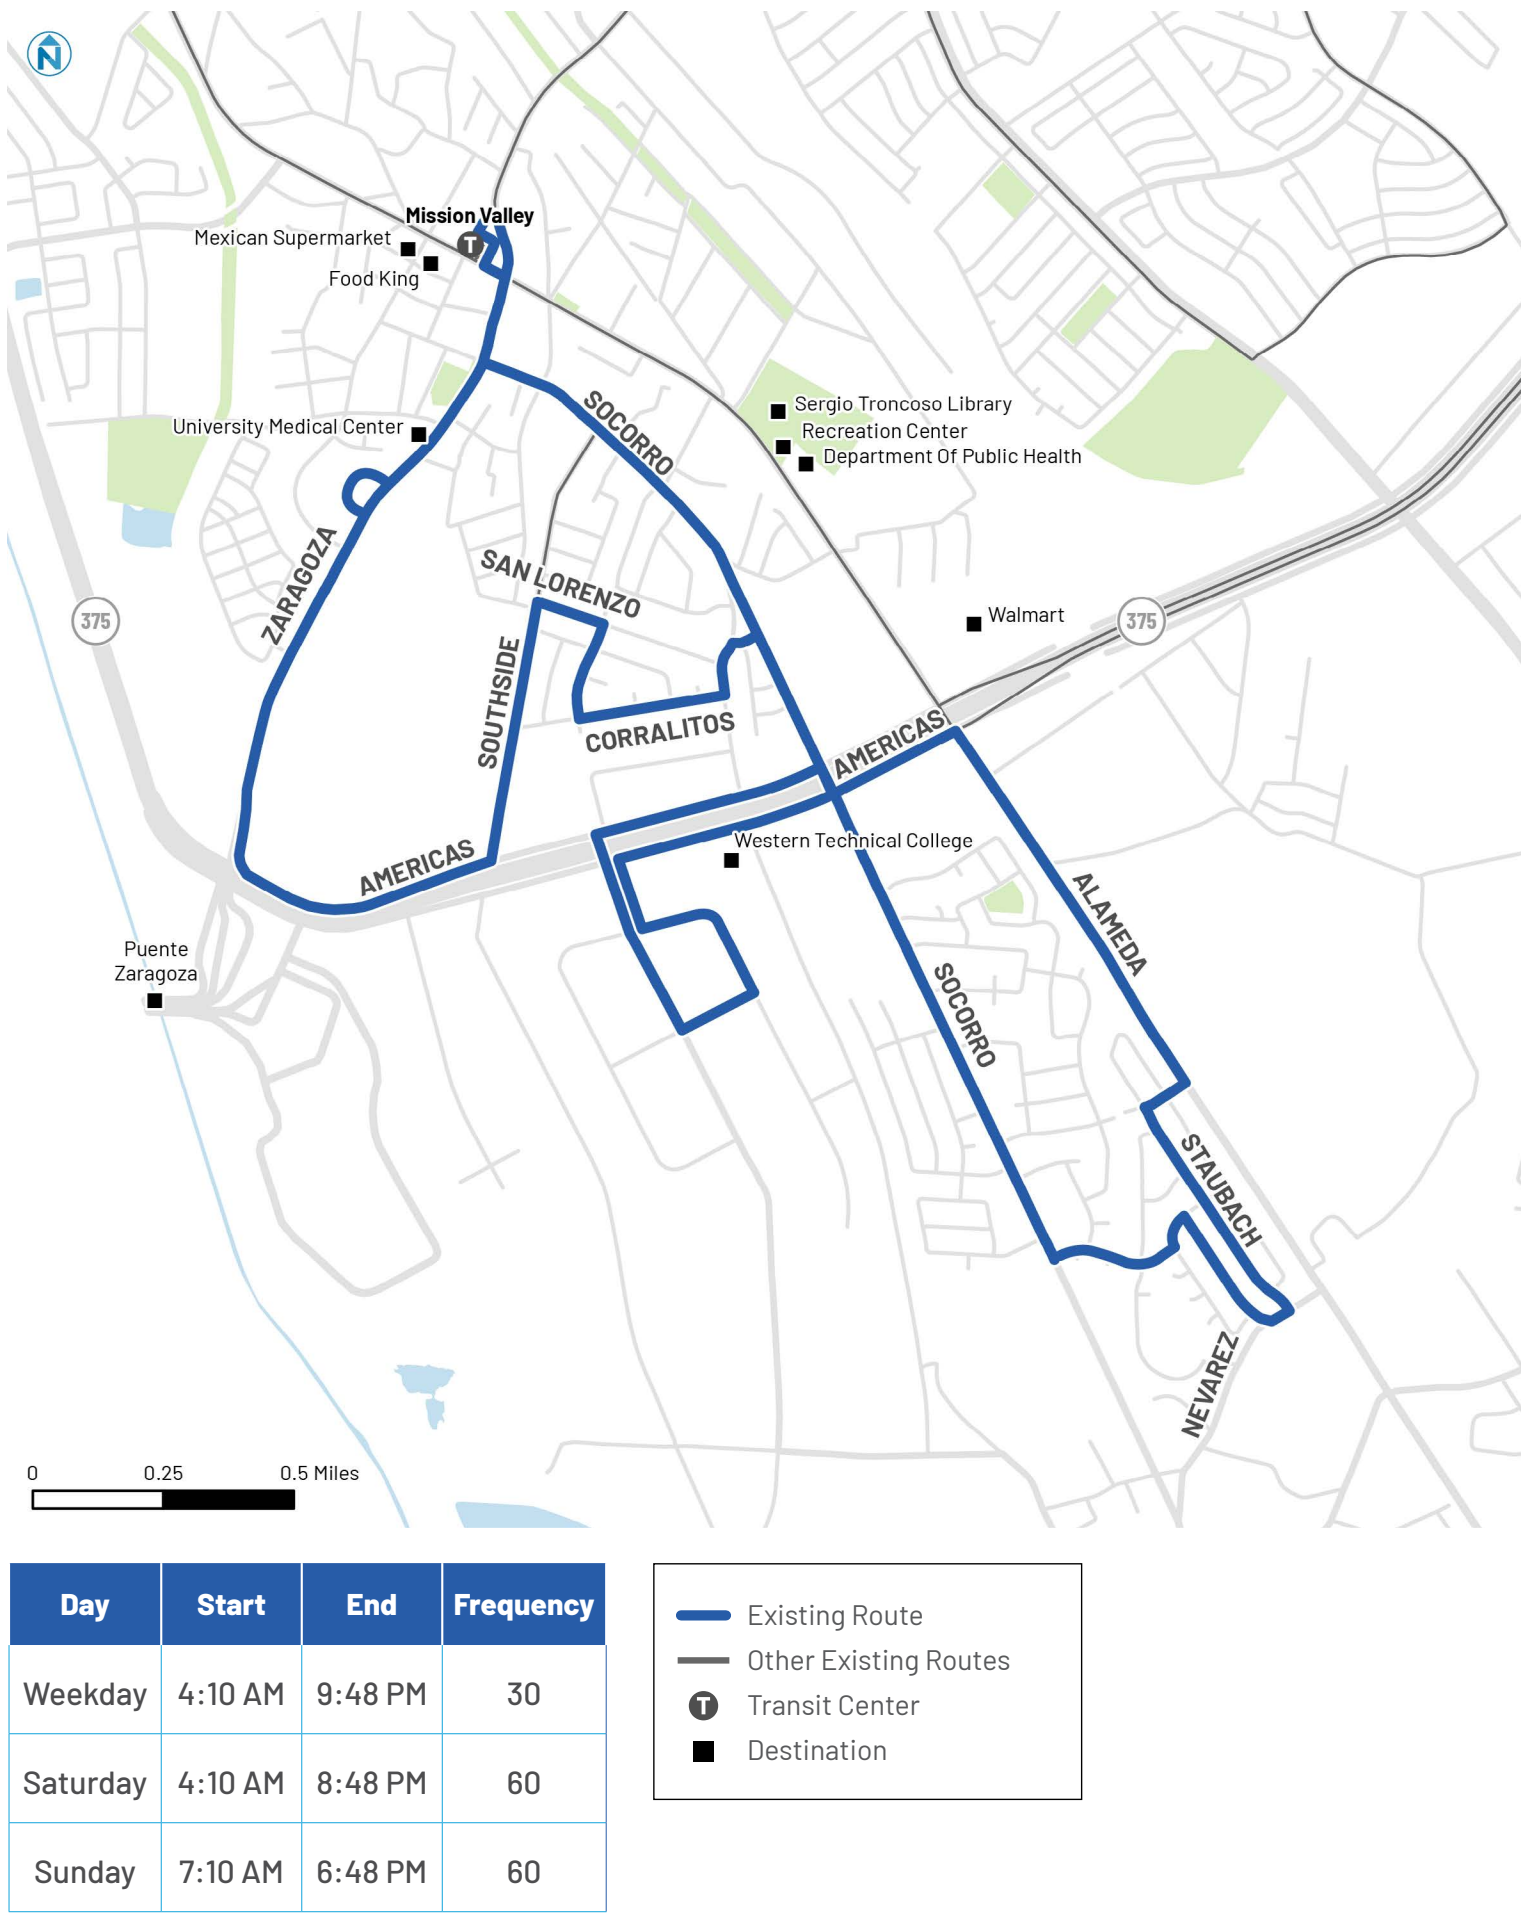 N
Mission Valley
Mexican Supermarket
T
Food King
SOCORRO
Sergio Troncoso Library
University Medical Center
Recreation Center
Department Of Public Health
ZARAGOZA
SAN LORENZO
375
Walmart
375
SOUTHSIDE
CORRALITOS
AMERICAS
Western Technical College
AMERICAS
ALAMEDA
Puente
Zaragoza
SOCORRO
STAUBACH
NEVAREZ
0 0.25 0.5 Miles
Day Start End Frequency
Weekday 4:10 AM 9:48 PM 30
Saturday 4:10 AM 8:48 PM 60
Sunday 7:10 AM 6:48 PM 60
Existing Route
Other Existing Routes
T Transit Center
Destination